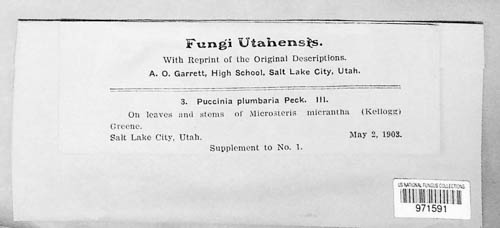 Fungi Utahensis.
With Reprint of the Original Descriptions.
A. O. Garrett, High School, Salt Lake City, Utah.
3. Puccinia plumbaria Peck. III.
On leaves and stems of Microsteris micrantha (Kellogg)
Greene.
Salt Lake City, Utah. May 2, 1903.
Supplement to No. 1.
US NATIONAL FUNGUS COLLECTIONS
971591